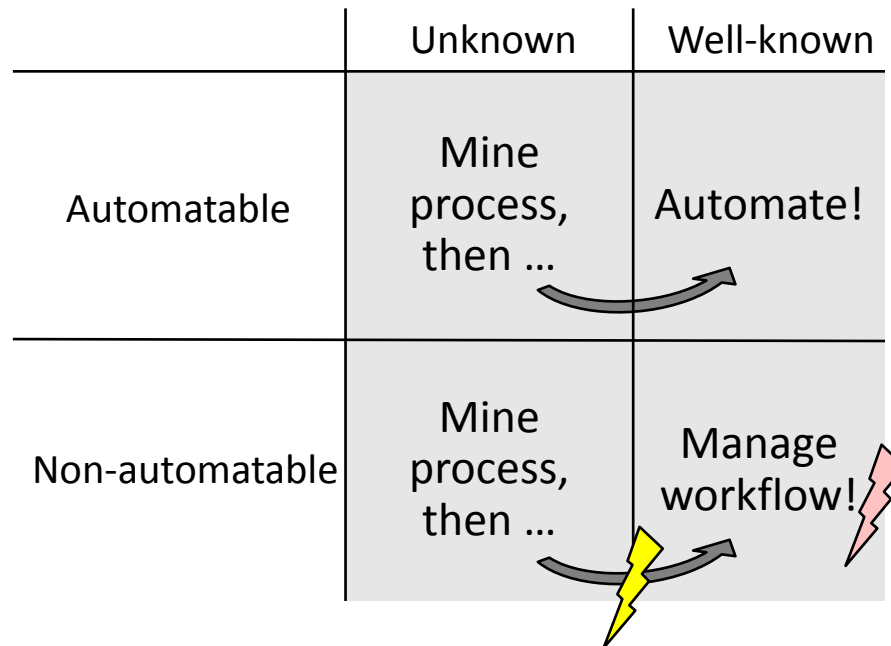 Unknown
Well-known
Automatable
Mine
process,
then ...
Automate!
Non-automatable
Mine
process,
then ...
Manage
workflow!